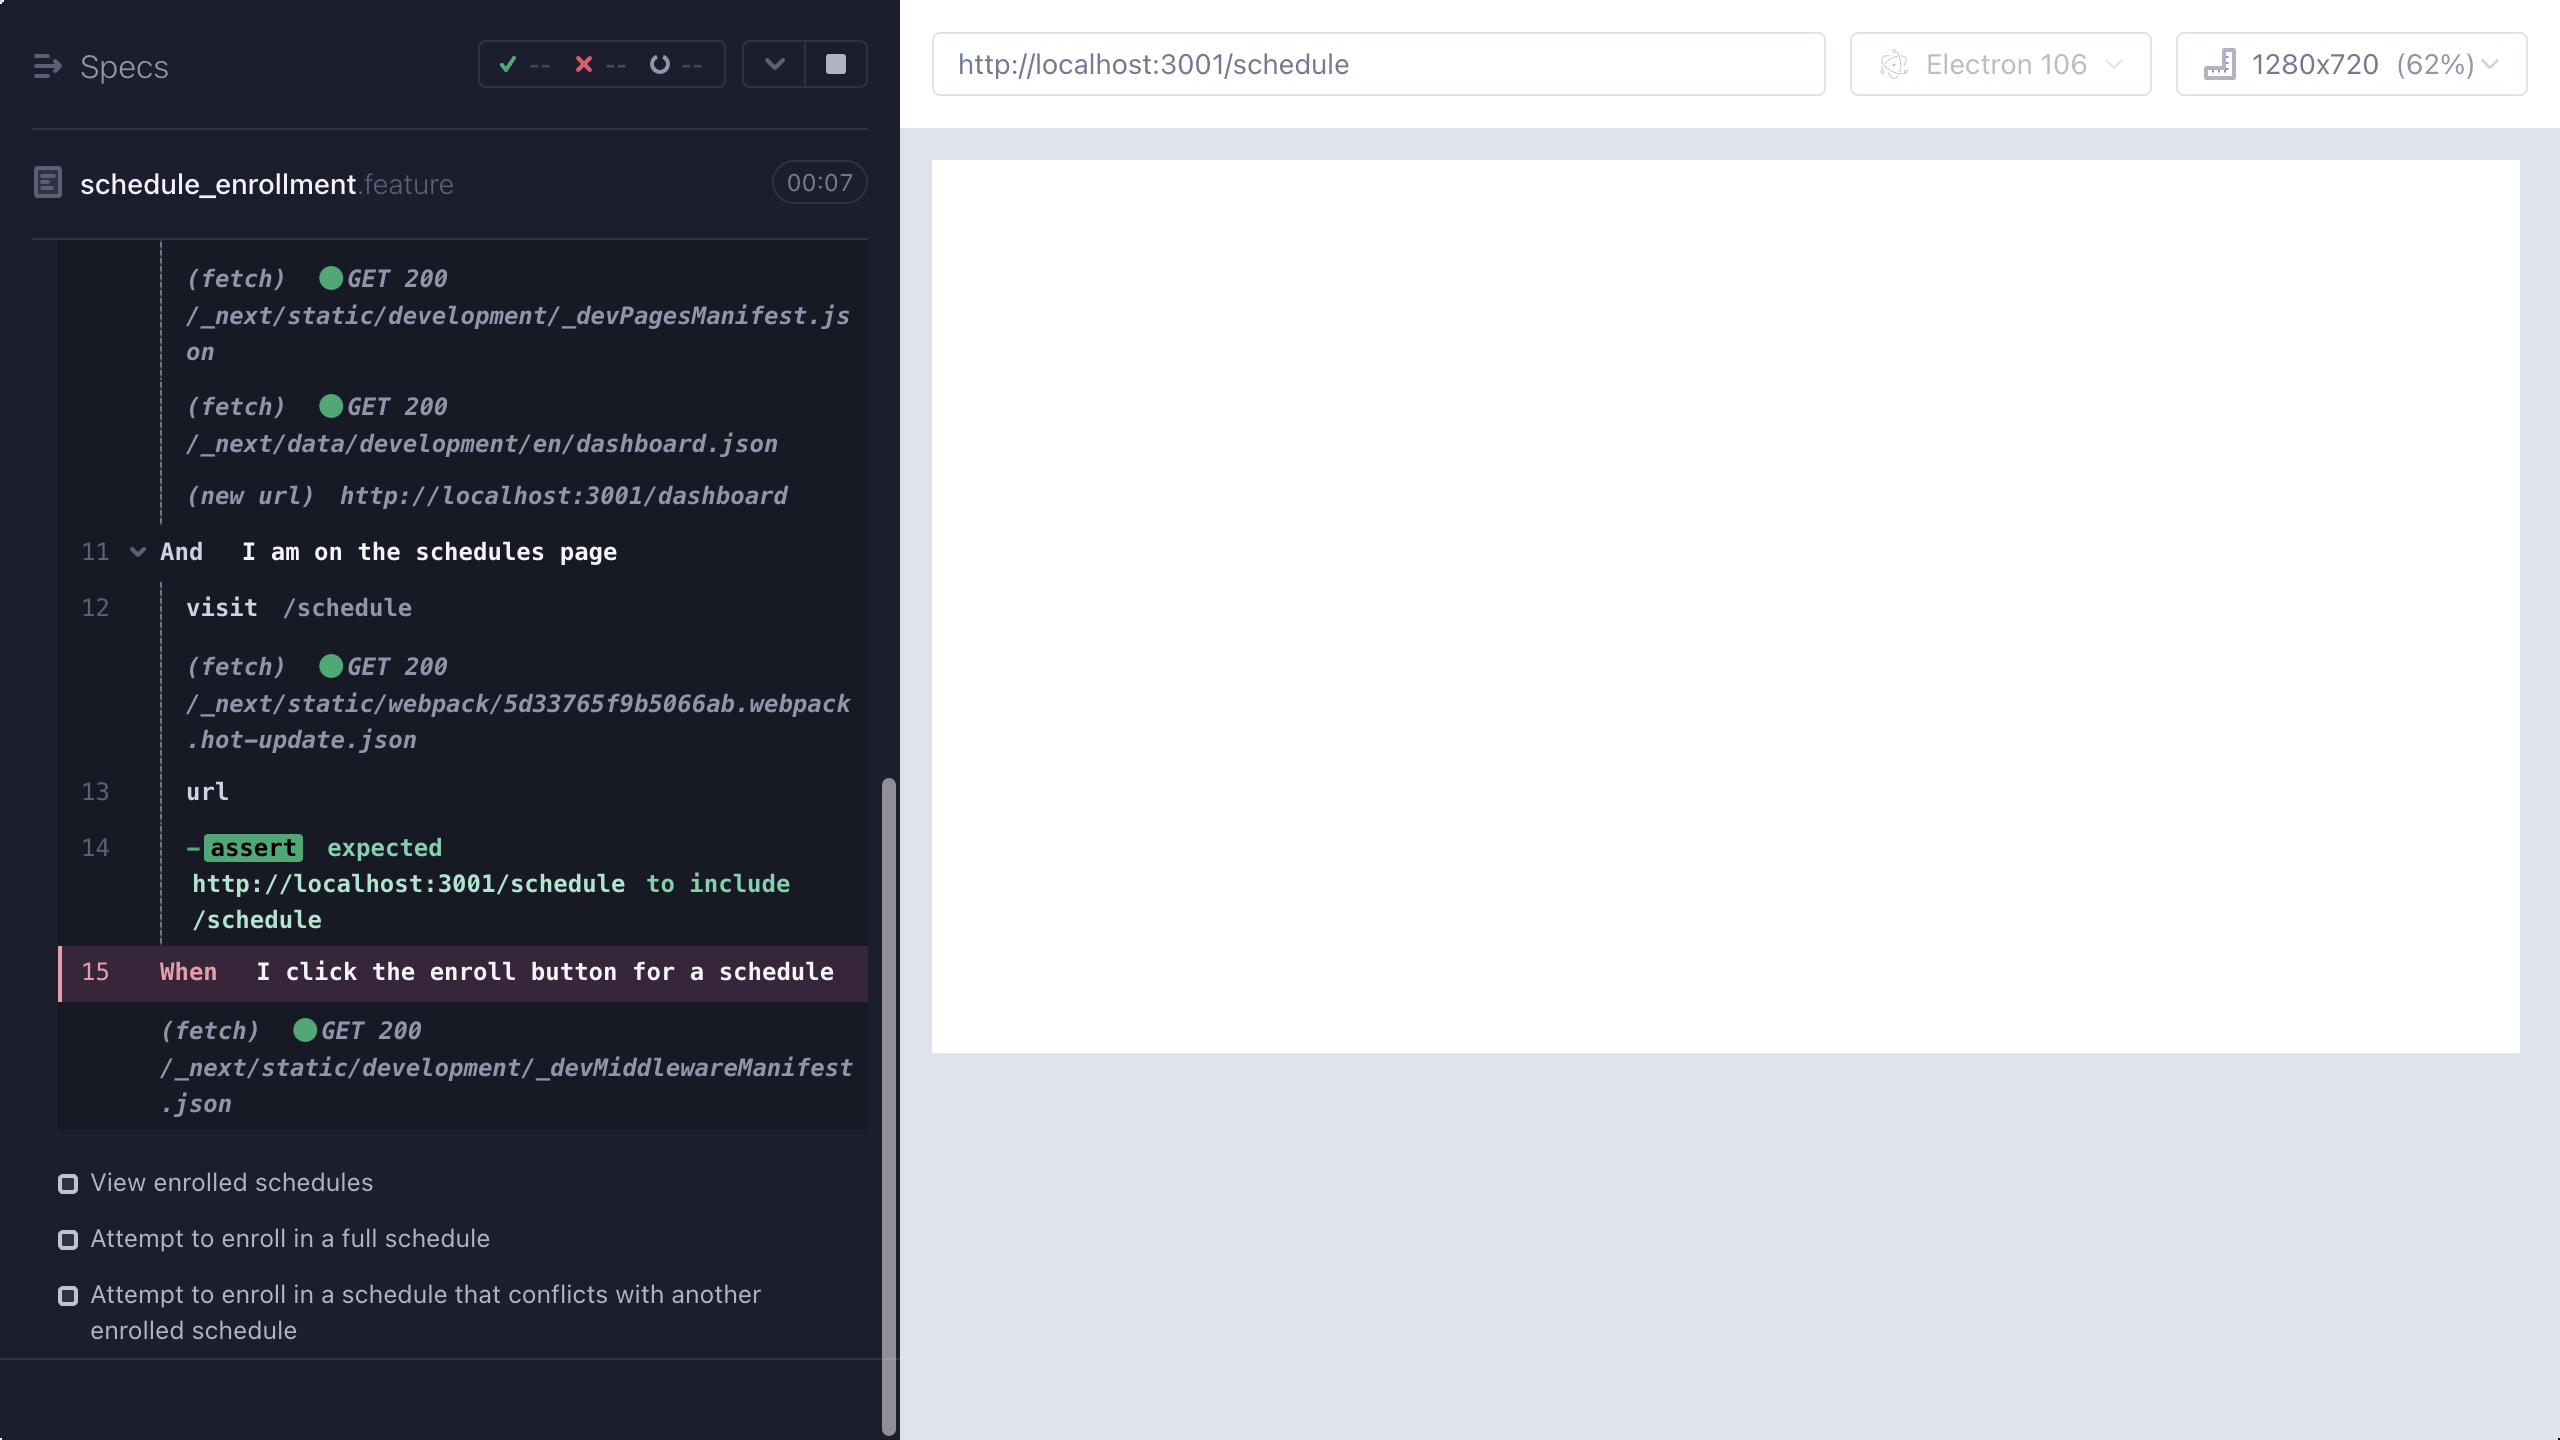 Specs
-- -- --
schedule_enrollment.feature
00:07
(fetch) GET 200
/_next/static/development/_devPagesManifest.js
on
(fetch) GET 200
/_next/data/development/en/dashboard.json
(new url) http://localhost:3001/dashboard
11 And I am on the schedules page
12 visit /schedule
(fetch) GET 200
/_next/static/webpack/5d33765f9b5066ab.webpack
.hot-update.json
13 url
14 -assert expected
http://localhost:3001/schedule to include
/schedule
15 When I click the enroll button for a schedule
(fetch) GET 200
/_next/static/development/_devMiddlewareManifest
.json
View enrolled schedules
Attempt to enroll in a full schedule
Attempt to enroll in a schedule that conflicts with another
enrolled schedule
http://localhost:3001/schedule
Electron 106
1280x720 (62%)